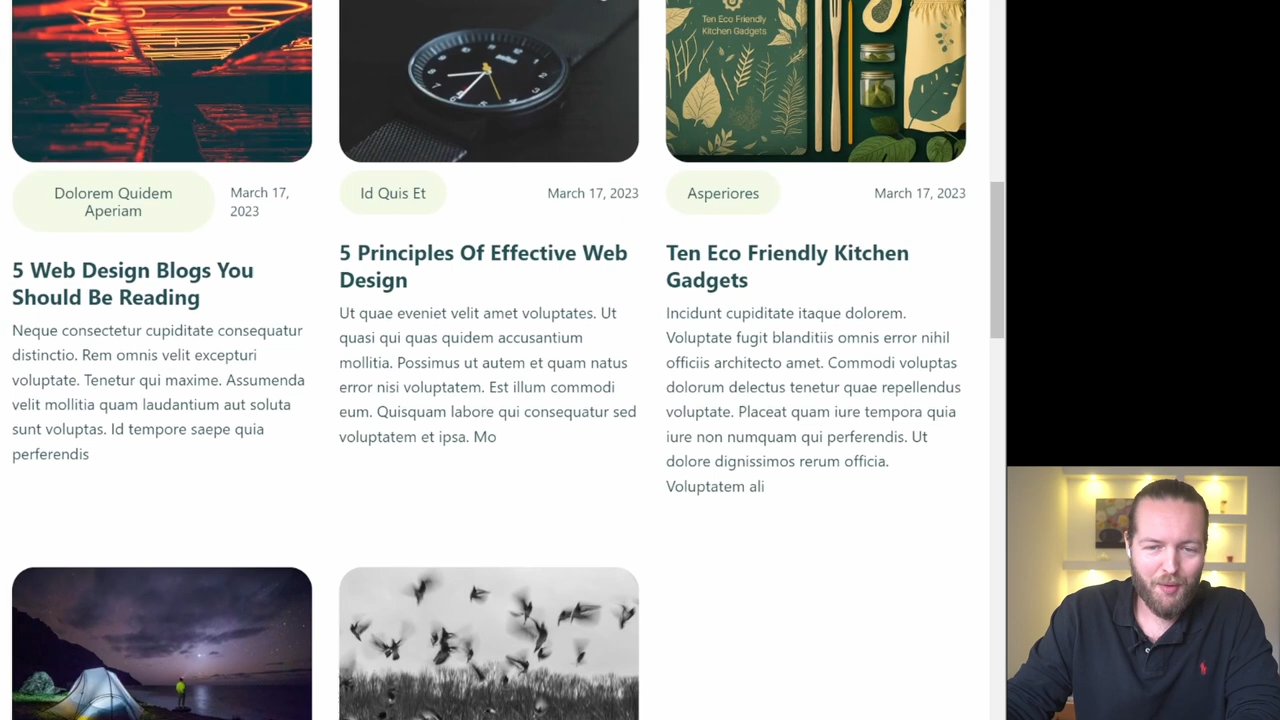 Ten Eco Friendly
Kitchen Gadgets
Dolorem Quidem
Aperiam
March 17,
2023
5 Web Design Blogs You
Should Be Reading
Neque consectetur cupiditate consequatur
distinctio. Rem omnis velit excepturi
voluptate. Tenetur qui maxime. Assumenda
velit mollitia quam laudantium aut soluta
sunt voluptas. Id tempore saepe quia
perferendis
Id Quis Et
March 17, 2023
5 Principles Of Effective Web
Design
Ut quae eveniet velit amet voluptates. Ut
quasi qui quas quidem accusantium
mollitia. Possimus ut autem et quam natus
error nisi voluptatem. Est illum commodi
eum. Quisquam labore qui consequatur sed
voluptatem et ipsa. Mo
Asperiores
March 17, 2023
Ten Eco Friendly Kitchen
Gadgets
Incidunt cupiditate itaque dolorem.
Voluptate fugit blanditiis omnis error nihil
officiis architecto amet. Commodi voluptas
dolorum delectus tenetur quae repellendus
voluptate. Placeat quam iure tempora quia
iure non numquam qui perferendis. Ut
dolore dignissimos rerum officia.
Voluptatem ali